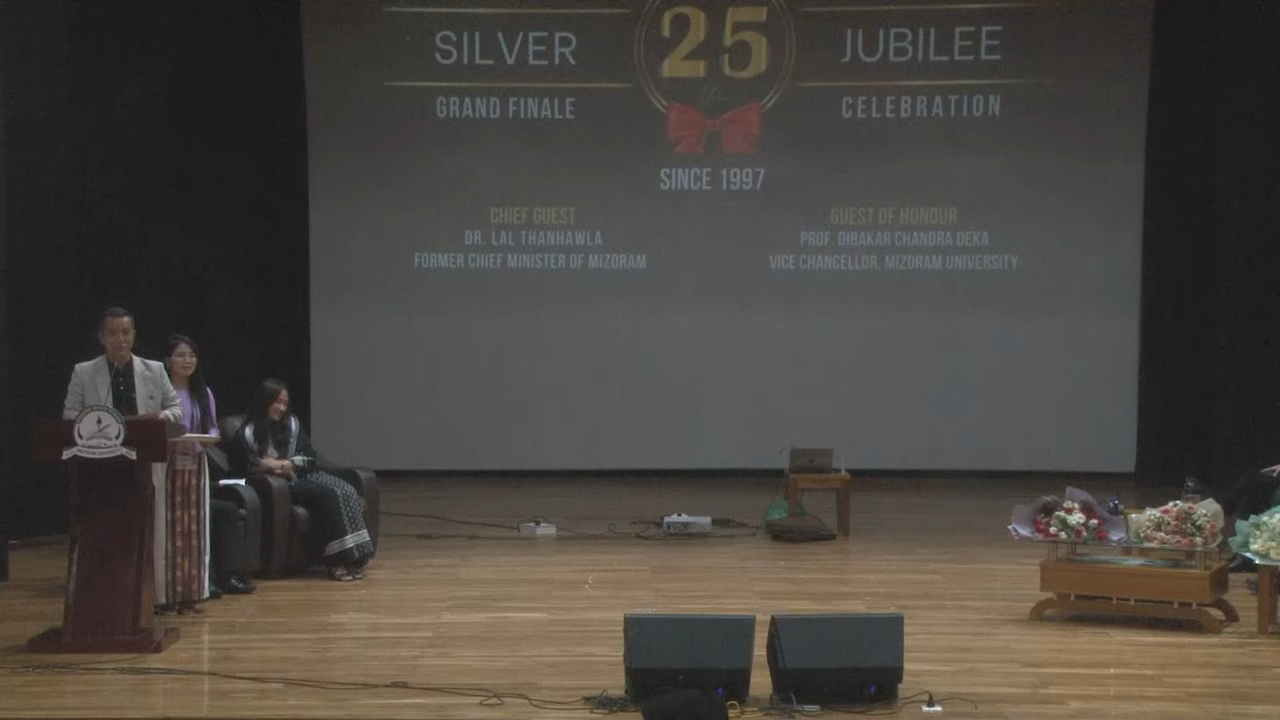 SILVER 25 JUBILEE
GRAND FINALE CELEBRATION
SINCE 1997
CHIEF GUEST
DR. LAL THANHAWLA
FORMER CHIEF MINISTER OF MIZORAM
GUEST OF HONOUR
PROF. DIBAKAR CHANDRA DEKA
VICE CHANCELLOR, MIZORAM UNIVERSITY